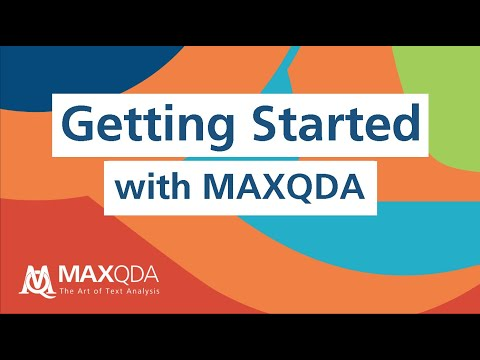 Getting Started
with MAXQDA
MAXQDA
The Art of Text Analysis